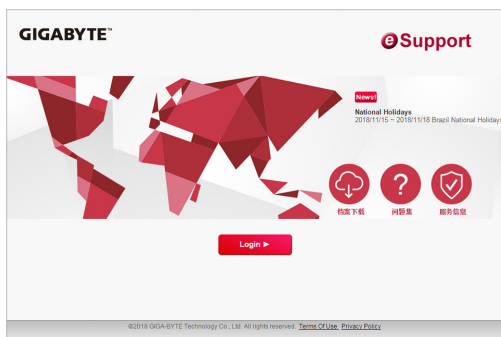 GIGABYTE™
eSupport
News!
National Holidays
2018/11/15 ~ 2018/11/18 Brazil National Holidays
?
档案下载 问题集 服务信息
Login ►
©2018 GIGA-BYTE Technology Co., Ltd. All rights reserved. Terms Of Use Privacy Policy